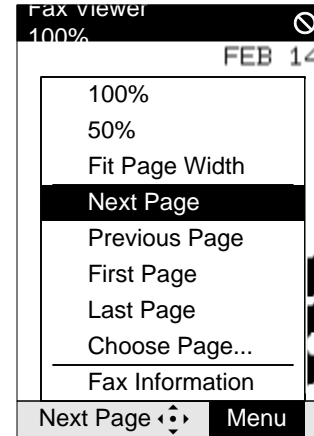 Fax Viewer
100%
FEB 14
100%
50%
Fit Page Width
Next Page
Previous Page
First Page
Last Page
Choose Page...
Fax Information
Next Page Menu